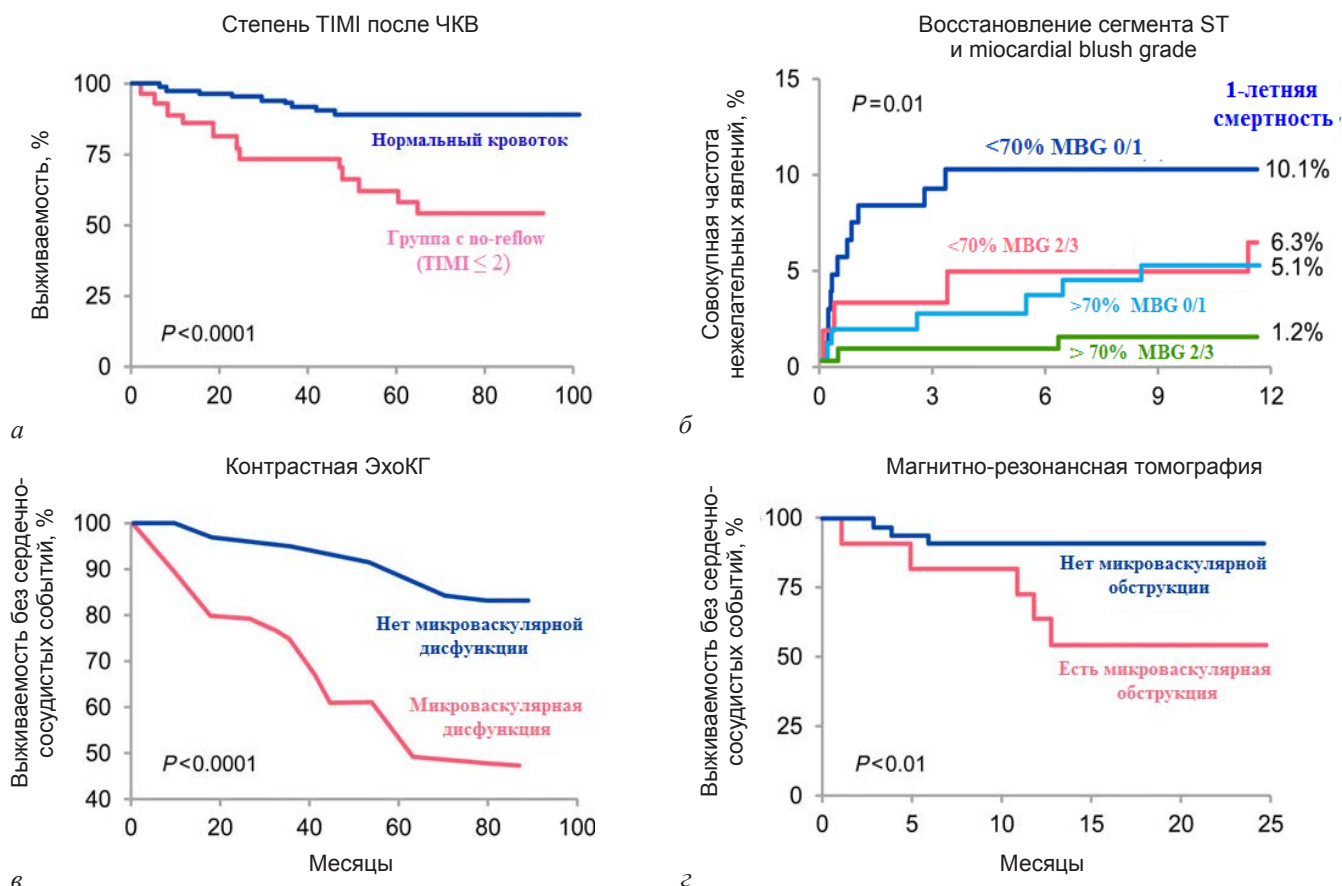 Степень TIMI после ЧКВ
Выживаемость, %
100
75
50
25
0
Нормальный кровоток
Группа с no-reflow
(TIMI ≤ 2)
P<0.0001
0 20 40 60 80 100
а
Восстановление сегмента ST
и miocardial blush grade
Совокупная частота
нежелательных явлений, %
15
10
5
0
P=0.01
1-летняя
смертность
<70% MBG 0/1
10.1%
<70% MBG 2/3
6.3%
5.1%
>70% MBG 0/1
1.2%
> 70% MBG 2/3
0 3 6 9 12
б
Контрастная ЭхоКГ
Выживаемость без сердечно-
сосудистых событий, %
100
90
80
70
60
50
40
Нет микроваскулярной
дисфункции
Микроваскулярная
дисфункция
P<0.0001
0 20 40 60 80 100
Месяцы
в
Магнитно-резонансная томография
Выживаемость без сердечно-
сосудистых событий, %
100
75
50
25
0
Нет микроваскулярной
обструкции
Есть микроваскулярная
обструкция
P<0.01
0 5 10 15 20 25
Месяцы
г